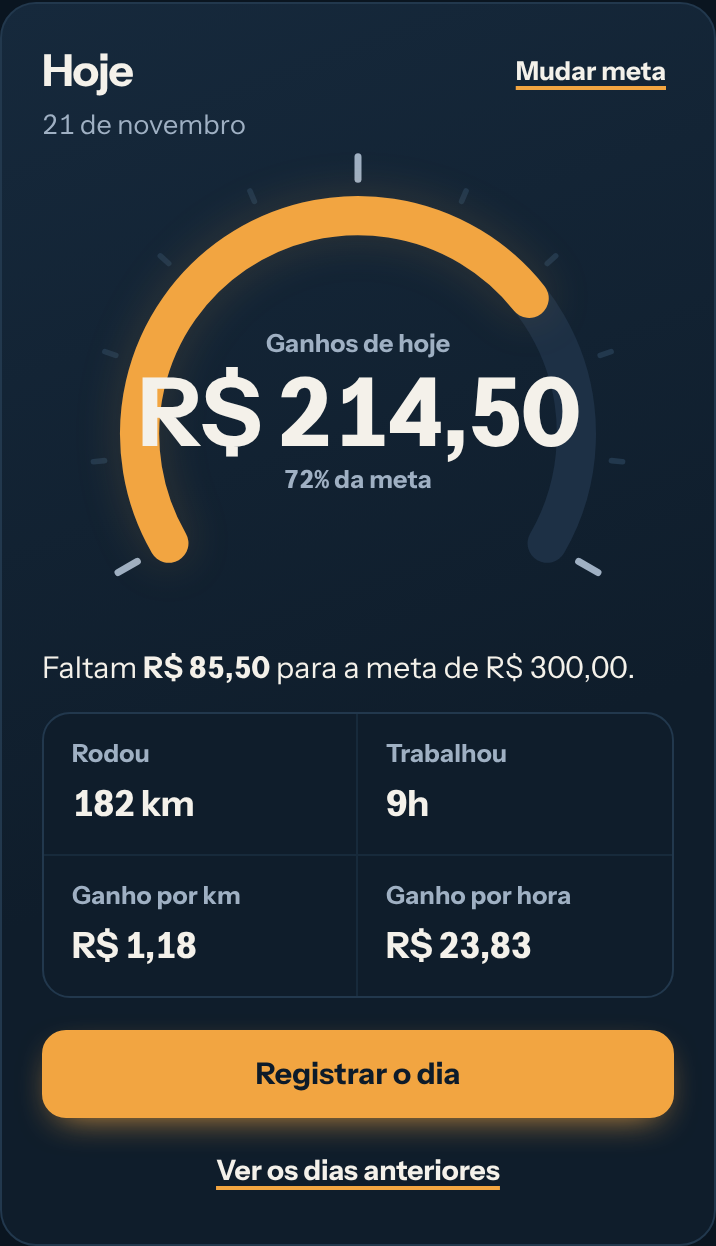 Hoje
Mudar meta
21 de novembro
Ganhos de hoje
R$ 214,50
72% da meta
Faltam R$ 85,50 para a meta de R$ 300,00.
Rodou
Trabalhou
182 km
9h
Ganho por km
Ganho por hora
R$ 1,18
R$ 23,83
Registrar o dia
Ver os dias anteriores